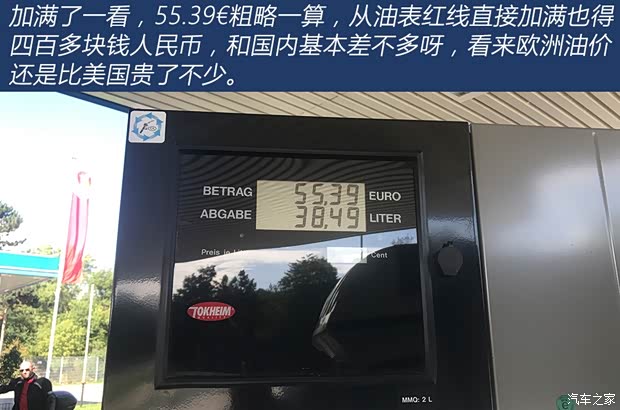 加满了一看，55.39€粗略一算，从油表红线直接加满也得
四百多块钱人民币，和国内基本差不多呀，看来欧洲油价
还是比美国贵了不少。
BETRAG 55.39 EURO
ABGABE 38,49 LITER
Preis je Li Cent
TOKHEIM
MMQ: 2 L
汽车之家